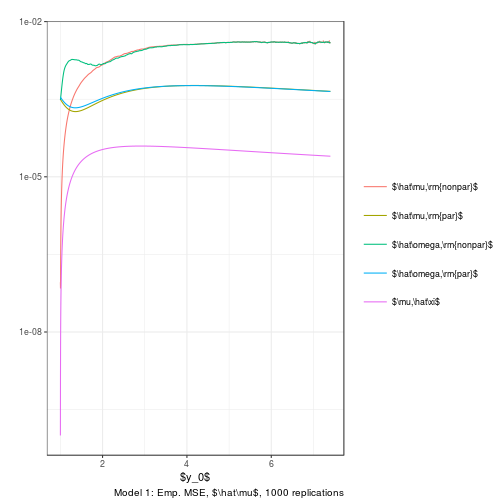 1e-02
1e-05
1e-08
2
4
6
$y_0$
Model 1: Emp. MSE, $\hat\mu$, 1000 replications
$\hat\mu,\rm{nonpar}$
$\hat\mu,\rm{par}$
$\hat\omega,\rm{nonpar}$
$\hat\omega,\rm{par}$
$\mu,\hat\xi$